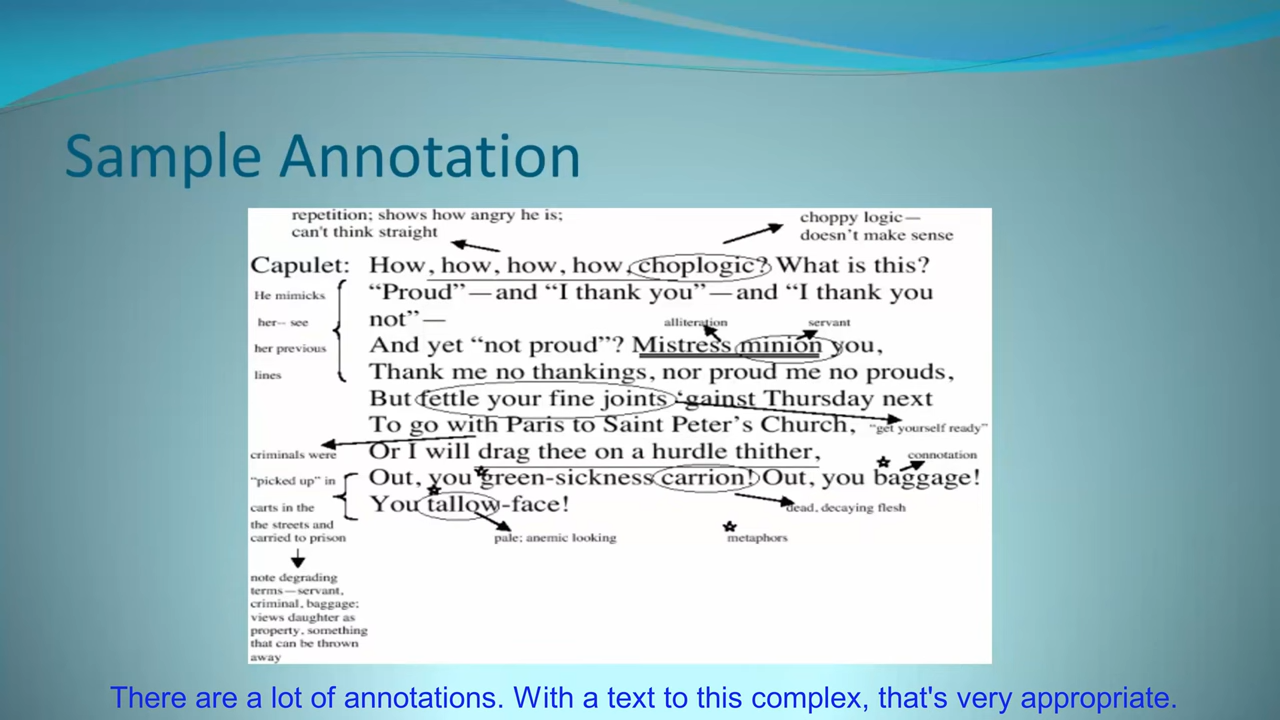 Sample Annotation
repetition; shows how angry he is;
can't think straight
choppy logic—
doesn't make sense
Capulet: How, how, how, how, choplogic? What is this?
He mimicks
"Proud"—and "I thank you"—and "I thank you
her-- see
not"—
alliteration
servant
her previous
And yet "not proud"? Mistress minion you,
lines
Thank me no thankings, nor proud me no prouds,
But fettle your fine joints 'gainst Thursday next
To go with Paris to Saint Peter's Church,
"get yourself ready"
criminals were
Or I will drag thee on a hurdle thither,
connotation
"picked up" in
Out, you green-sickness carrion! Out, you baggage!
carts in the
You tallow-face!
dead, decaying flesh
the streets and
carried to prison
pale; anemic looking
metaphors
note degrading
terms—servant,
criminal, baggage;
views daughter as
property, something
that can be thrown
away
There are a lot of annotations. With a text to this complex, that's very appropriate.